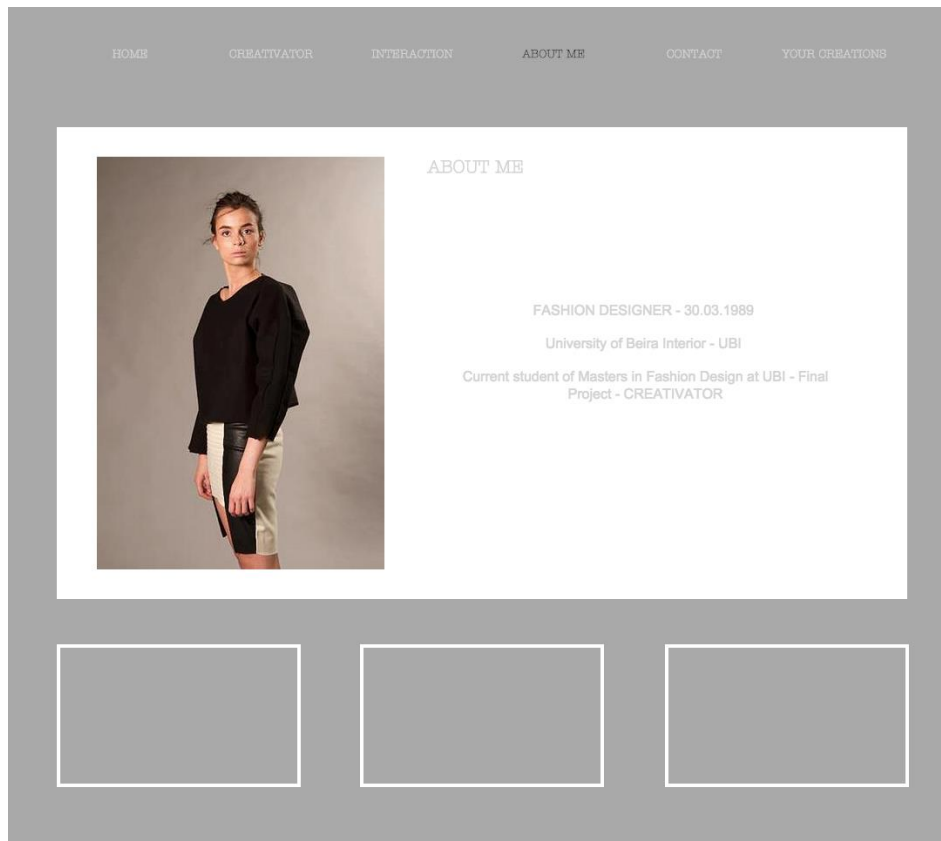 HOME CREATIVATOR INTERACTION ABOUT ME CONTACT YOUR CREATIONS
ABOUT ME
FASHION DESIGNER - 30.03.1989
University of Beira Interior - UBI
Current student of Masters in Fashion Design at UBI - Final
Project - CREATIVATOR